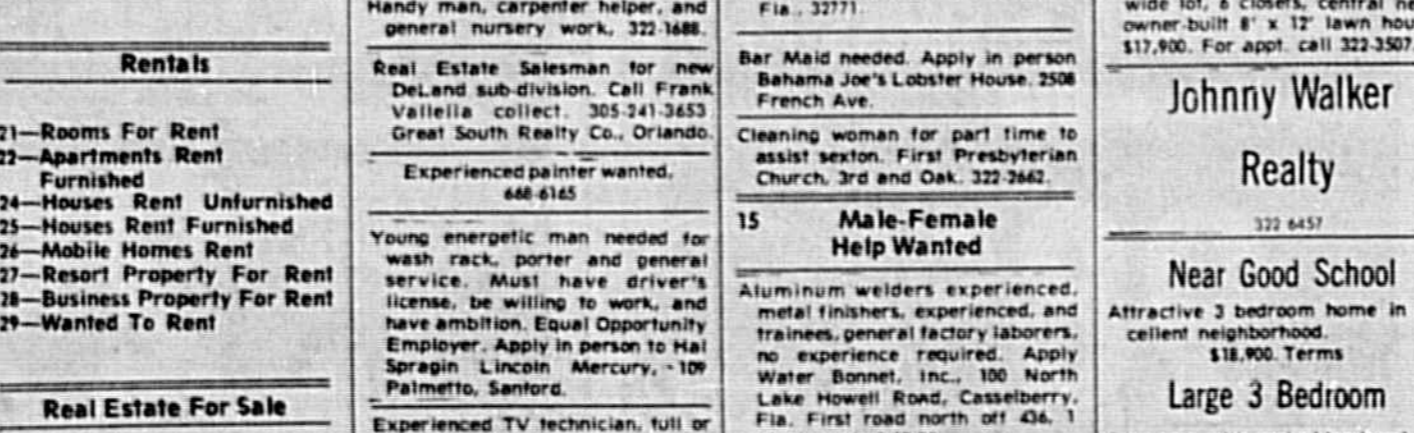 Rentals
21—Rooms For Rent
22—Apartments Rent
Furnished
24—Houses Rent Unfurnished
25—Houses Rent Furnished
26—Mobile Homes Rent
27—Resort Property For Rent
28—Business Property For Rent
29—Wanted To Rent
Real Estate For Sale
Handy man, carpenter helper, and
general nursery work, 322-1688.
Real Estate Salesman for new
DeLand sub-division. Call Frank
Vallella collect. 305-241-3653
Great South Realty Co., Orlando.
Experienced painter wanted.
668-6165
Young energetic man needed for
wash rack, porter and general
service. Must have driver's
license, be willing to work, and
have ambition. Equal Opportunity
Employer. Apply in person to Hal
Spragin Lincoln Mercury, - 109
Palmetto, Sanford.
Experienced TV technician, full or
Fla., 32771.
Bar Maid needed. Apply in person
Bahama Joe's Lobster House. 2508
French Ave.
Cleaning woman for part time to
assist sexton. First Presbyterian
Church, 3rd and Oak. 322-2662.
15 Male-Female
Help Wanted
Aluminum welders experienced,
metal finishers, experienced, and
trainees, general factory laborers,
no experience required. Apply
Water Bonnet, Inc., 100 North
Lake Howell Road, Casselberry,
Fla. First road north off 436, 1
wide lot, 6 closets, central
owner-built 8' x 12' lawn
$17,900. For appt. call 322-3507
Johnny Walker
Realty
322 6457
Near Good School
Attractive 3 bedroom home in
cellent neighborhood.
$18,900. Terms
Large 3 Bedroom